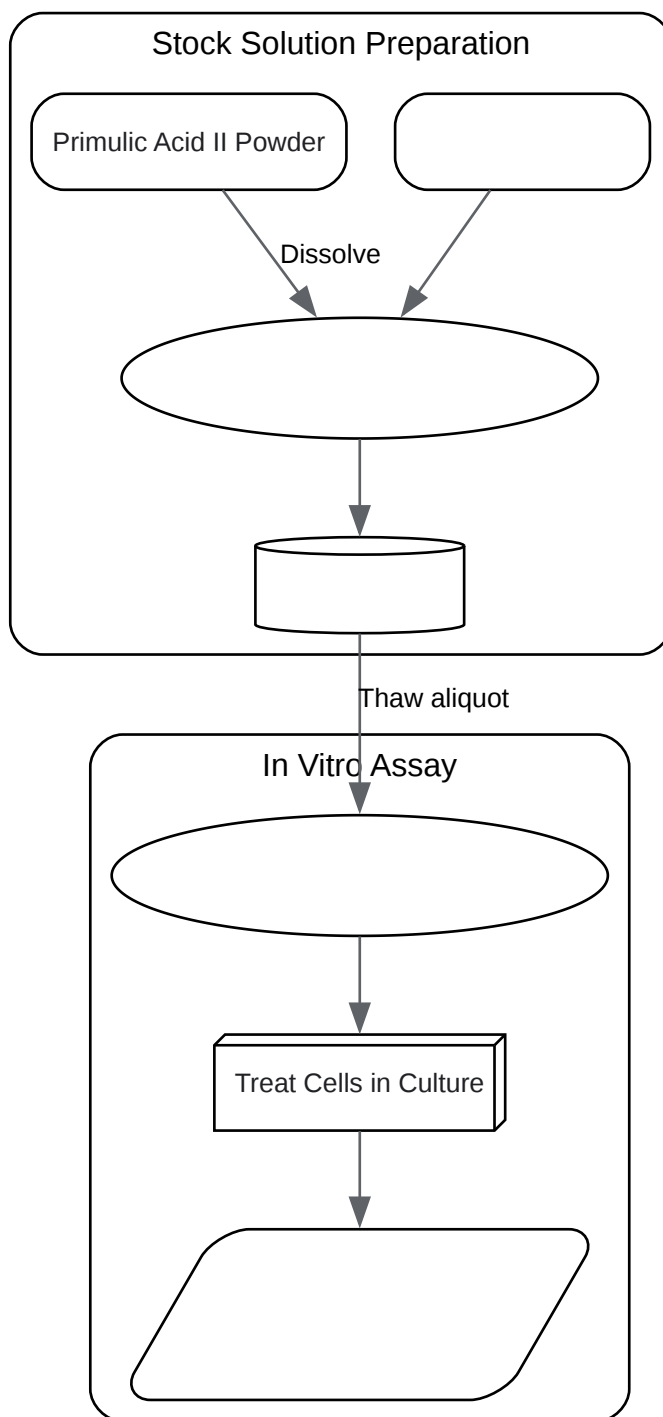 Stock Solution Preparation
Primulic Acid II Powder
Dissolve
Thaw aliquot
In Vitro Assay
Treat Cells in Culture